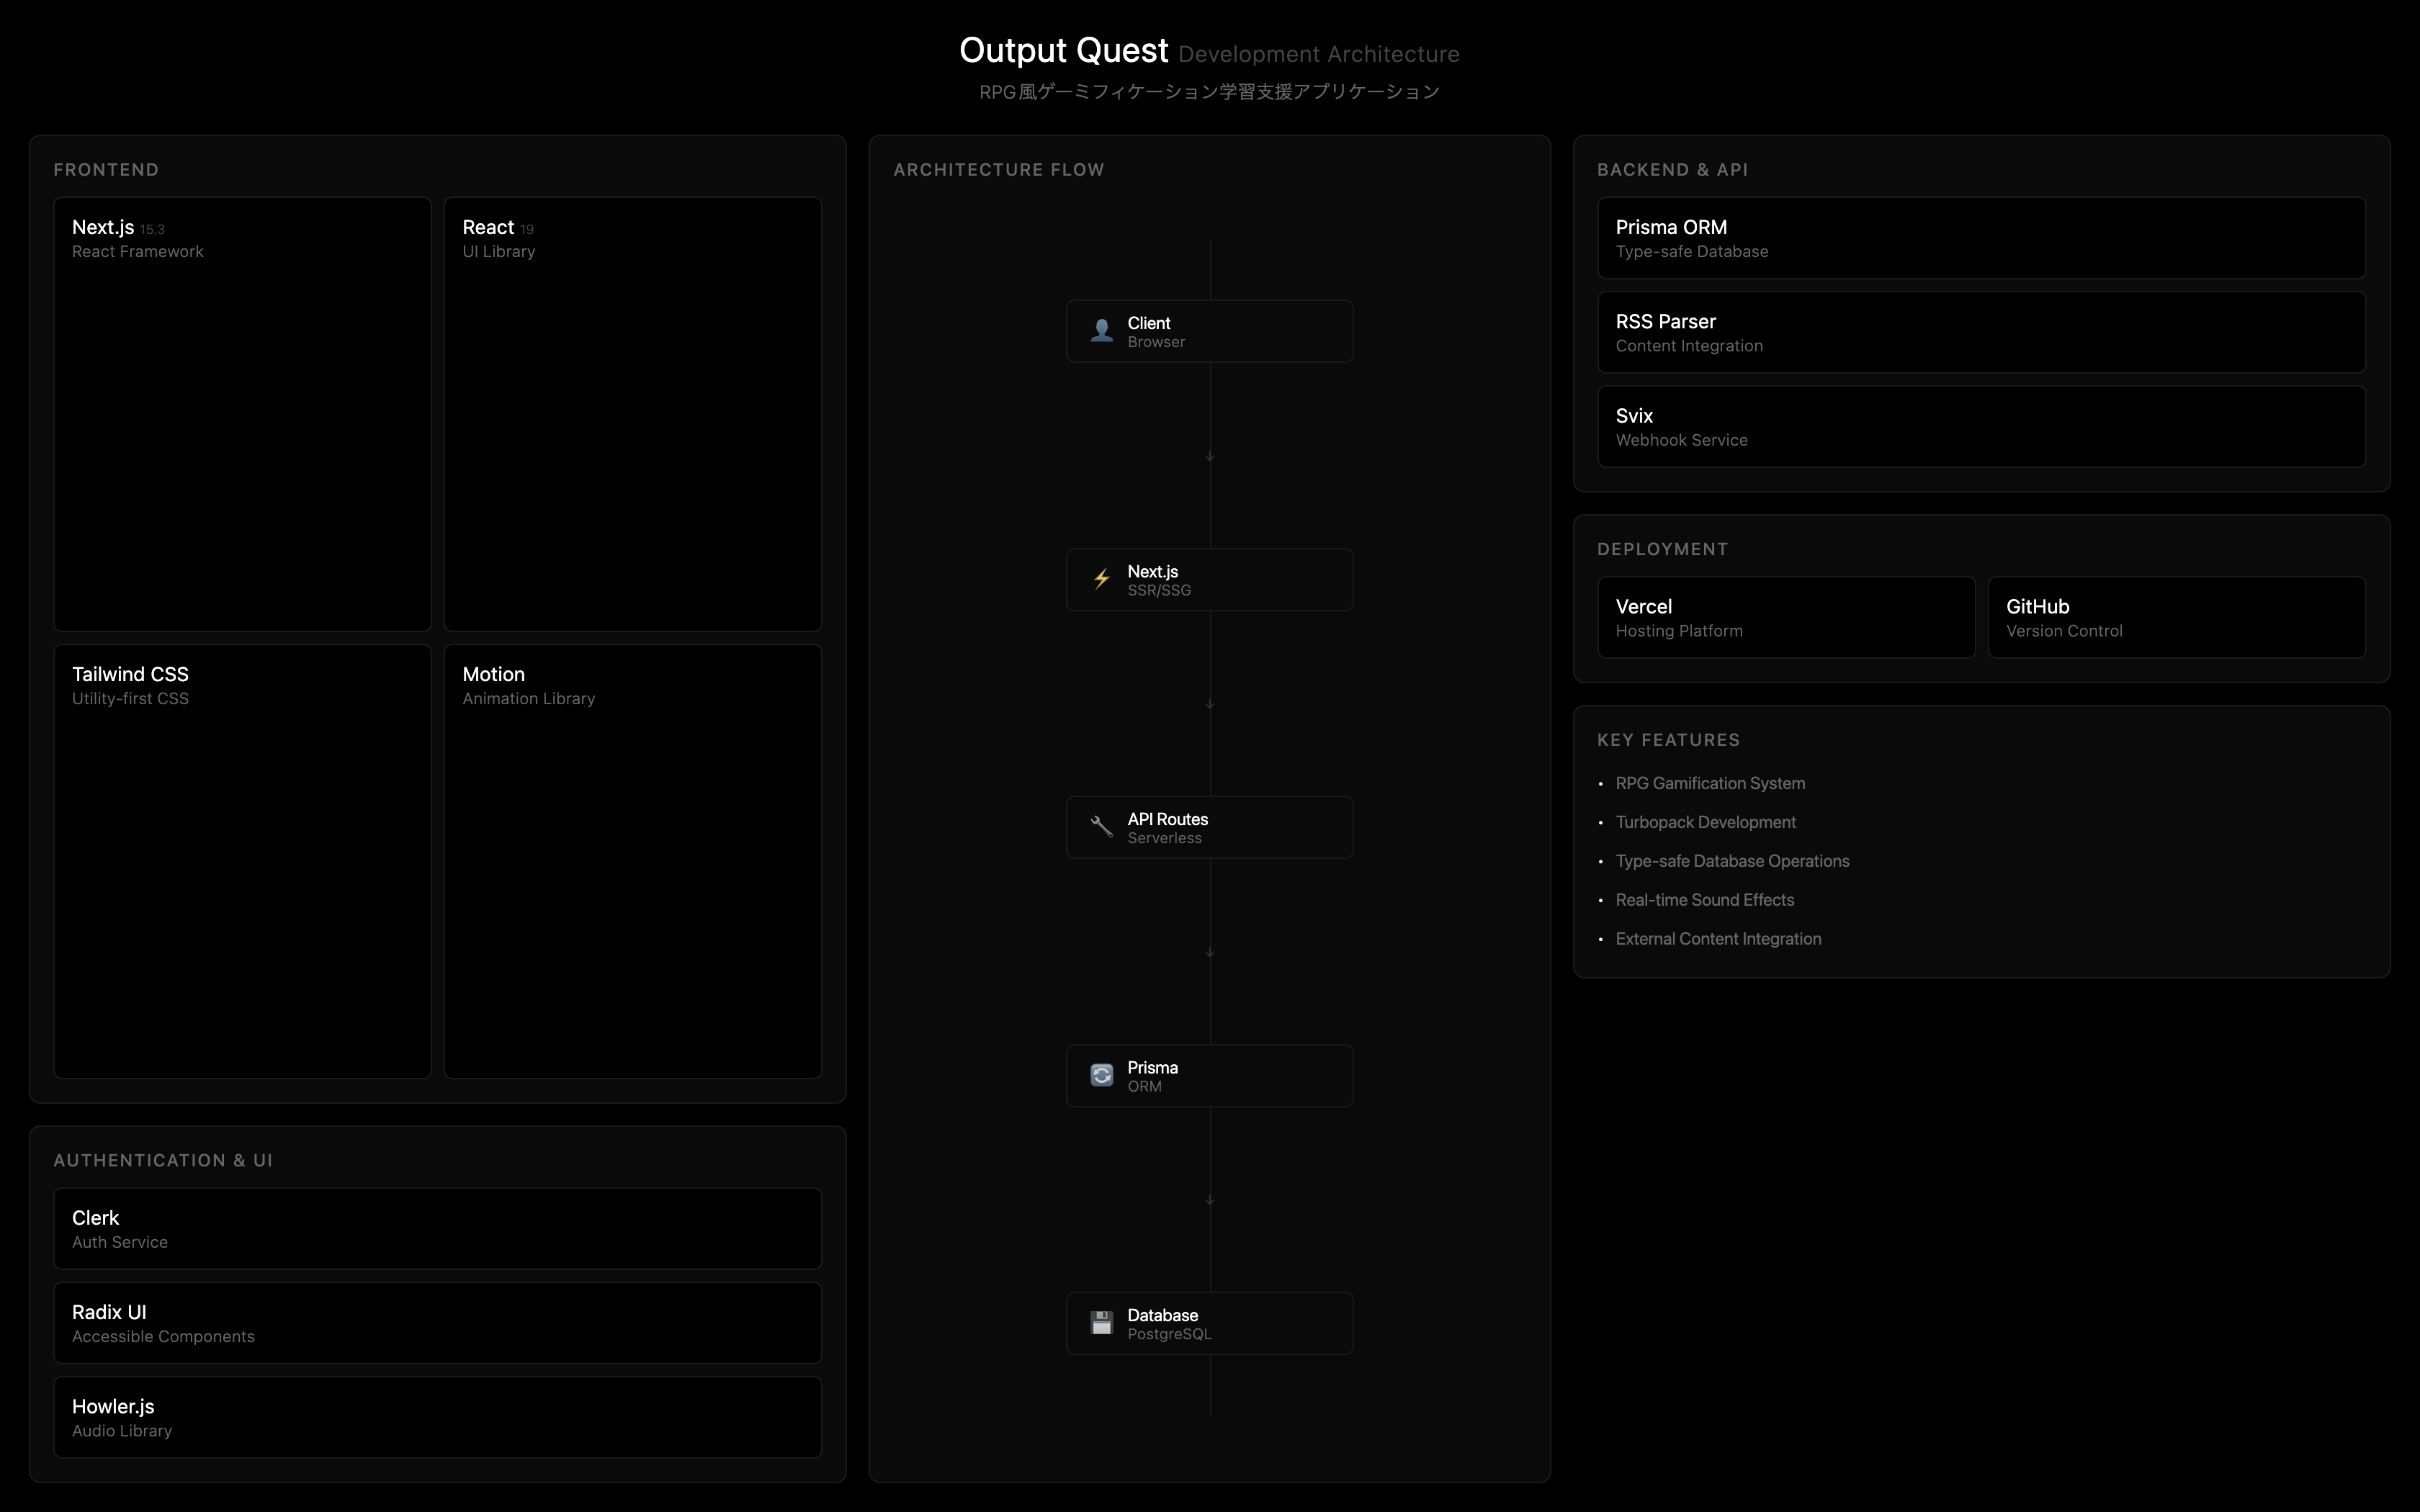 Output Quest Development Architecture
RPG風ゲーミフィケーション学習支援アプリケーション
FRONTEND
Next.js 15.3
React Framework
React 19
UI Library
Tailwind CSS
Utility-first CSS
Motion
Animation Library
AUTHENTICATION & UI
Clerk
Auth Service
Radix UI
Accessible Components
Howler.js
Audio Library
ARCHITECTURE FLOW
Client
Browser
↓
Next.js
SSR/SSG
↓
API Routes
Serverless
↓
Prisma
ORM
↓
Database
PostgreSQL
BACKEND & API
Prisma ORM
Type-safe Database
RSS Parser
Content Integration
Svix
Webhook Service
DEPLOYMENT
Vercel
Hosting Platform
GitHub
Version Control
KEY FEATURES
• RPG Gamification System
• Turbopack Development
• Type-safe Database Operations
• Real-time Sound Effects
• External Content Integration